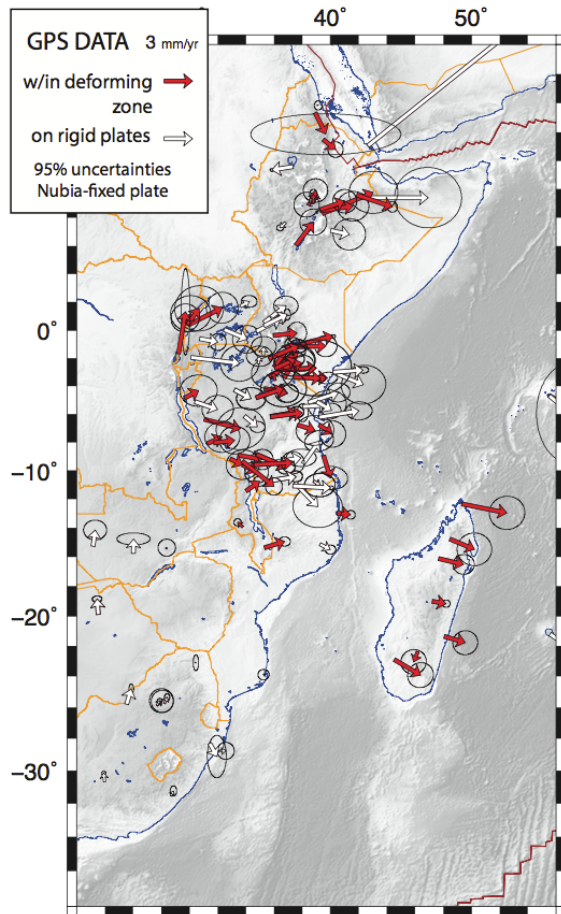 GPS DATA 3 mm/yr
w/in deforming
zone
on rigid plates
95% uncertainties
Nubia-fixed plate
40° 50°
0°
−10°
−20°
−30°